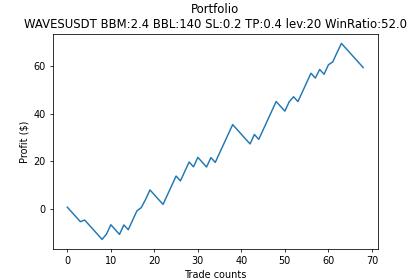 Portfolio
WAVESUSDT BBM:2.4 BBL:140 SL:0.2 TP:0.4 lev:20 WinRatio:52.0
60
40
20
0
Profit ($)
0 10 20 30 40 50 60 70
Trade counts